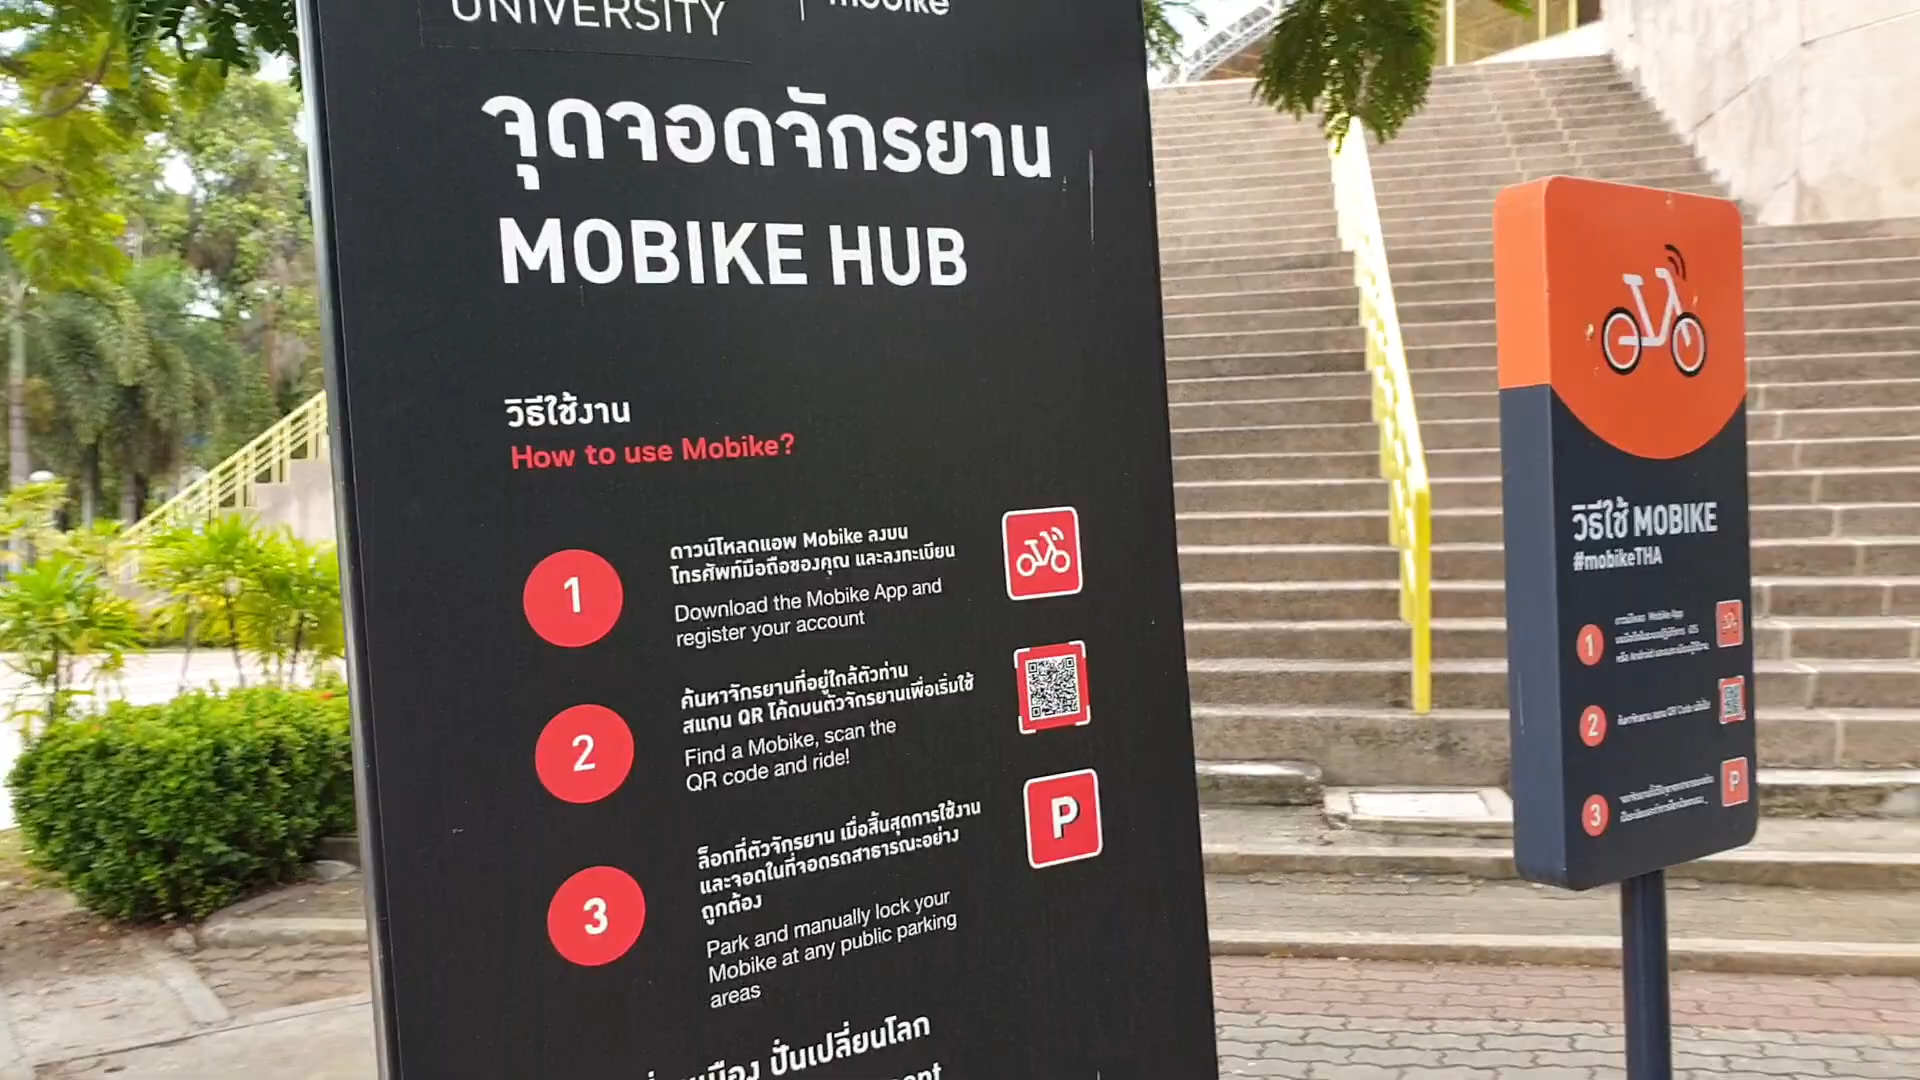 UNIVERSITY
mobike
จุดจอดจักรยาน
MOBIKE HUB
วิธีใช้งาน
How to use Mobike?
1
ดาวน์โหลดแอพ Mobike ลงบน
โทรศัพท์มือถือของคุณ และลงทะเบียน
Download the Mobike App and
register your account
2
ค้นหาจักรยานที่อยู่ใกล้ตัวท่าน
สแกน QR โค้ดบนตัวจักรยานเพื่อเริ่มใช้
Find a Mobike, scan the
QR code and ride!
3
ล็อกที่ตัวจักรยาน เมื่อสิ้นสุดการใช้งาน
และจอดในที่จอดรถสาธารณะอย่าง
ถูกต้อง
Park and manually lock your
Mobike at any public parking
areas
P
ปั่นเปลี่ยนโลก
วิธีใช้ MOBIKE
#mobikeTHA
1
ดาวน์โหลด Mobike App
2
3
P